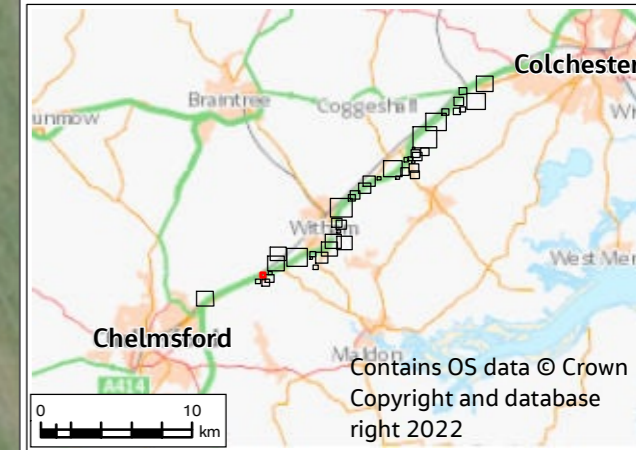 Colchester
Braintree
Coggeshall
unmow
Wr
Witham
West Mer
Chelmsford
Maldon
Contains OS data © Crown
Copyright and database
right 2022
A414
0 10
km